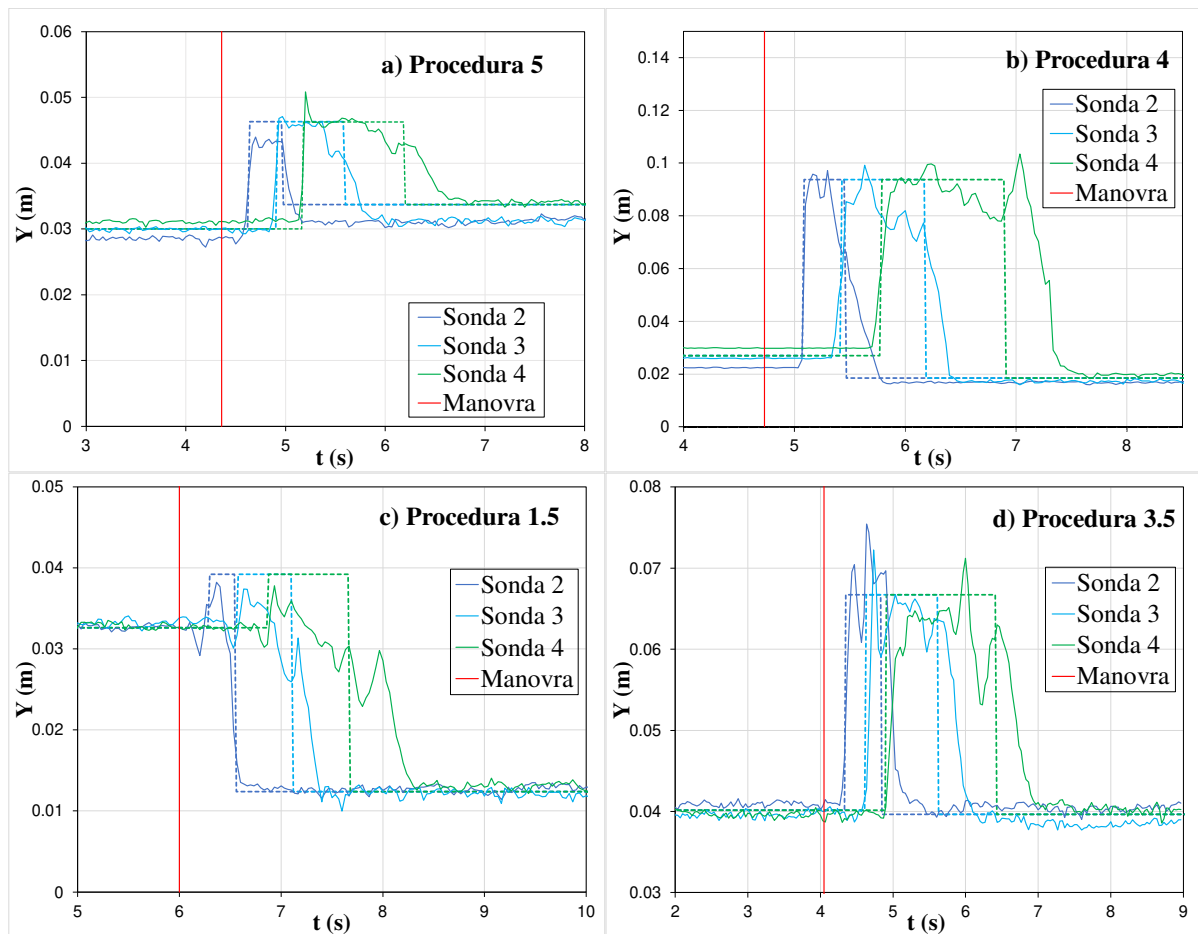 a) Procedura 5
Y (m)
0.06
0.05
0.04
0.03
0.02
0.01
0
Sonda 2
Sonda 3
Sonda 4
Manovra
3 4 5 6 7 8
t (s)
b) Procedura 4
Y (m)
0.14
0.12
0.1
0.08
0.06
0.04
0.02
0
Sonda 2
Sonda 3
Sonda 4
Manovra
4 5 6 7 8
t (s)
c) Procedura 1.5
Y (m)
0.05
0.04
0.03
0.02
0.01
0
Sonda 2
Sonda 3
Sonda 4
Manovra
5 6 7 8 9 10
t (s)
d) Procedura 3.5
Y (m)
0.08
0.07
0.06
0.05
0.04
0.03
Sonda 2
Sonda 3
Sonda 4
Manovra
2 3 4 5 6 7 8 9
t (s)